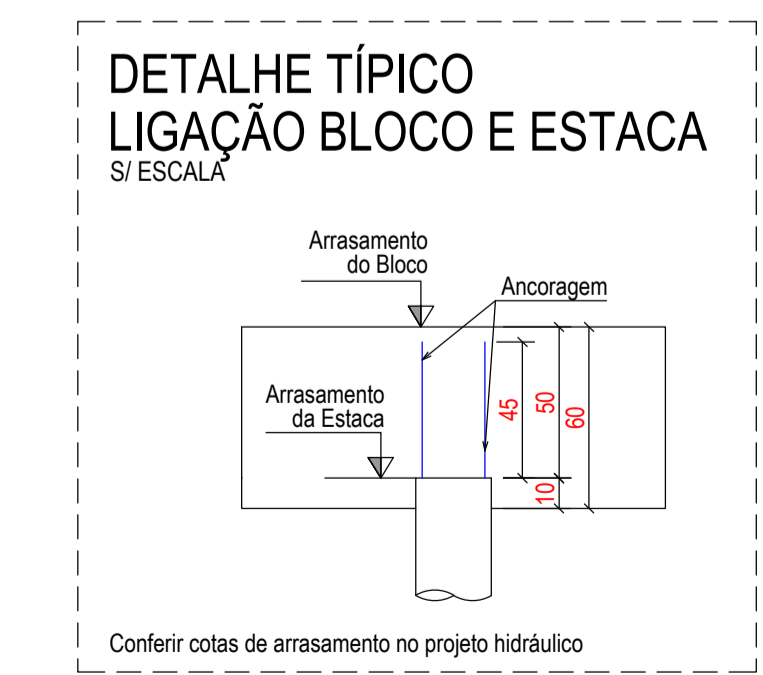 DETALHE TÍPICO
LIGAÇÃO BLOCO E ESTACA
S/ ESCALA
Arrasamento
do Bloco
Ancoragem
Arrasamento
da Estaca
45
50
60
10
Conferir cotas de arrasamento no projeto hidráulico